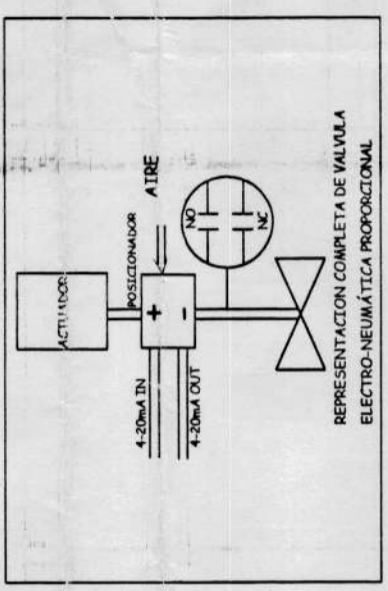 ACTUADOR
POSICIONADOR
AIRE
+
-
4-20mA IN
4-20mA OUT
NO
NC
REPRESENTACION COMPLETA DE VALVULA
ELECTRO-NEUMÁTICA PROPORCIONAL